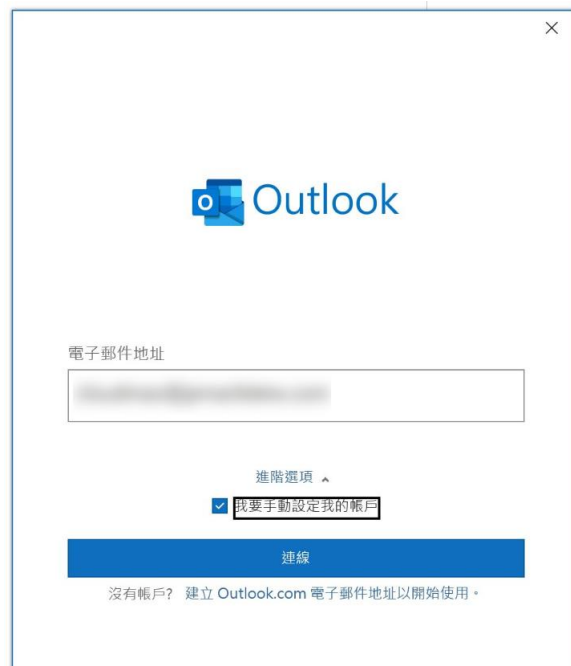 Outlook
電子郵件地址
進階選項
我要手動設定我的帳戶
連線
沒有帳戶? 建立 Outlook.com 電子郵件地址以開始使用。